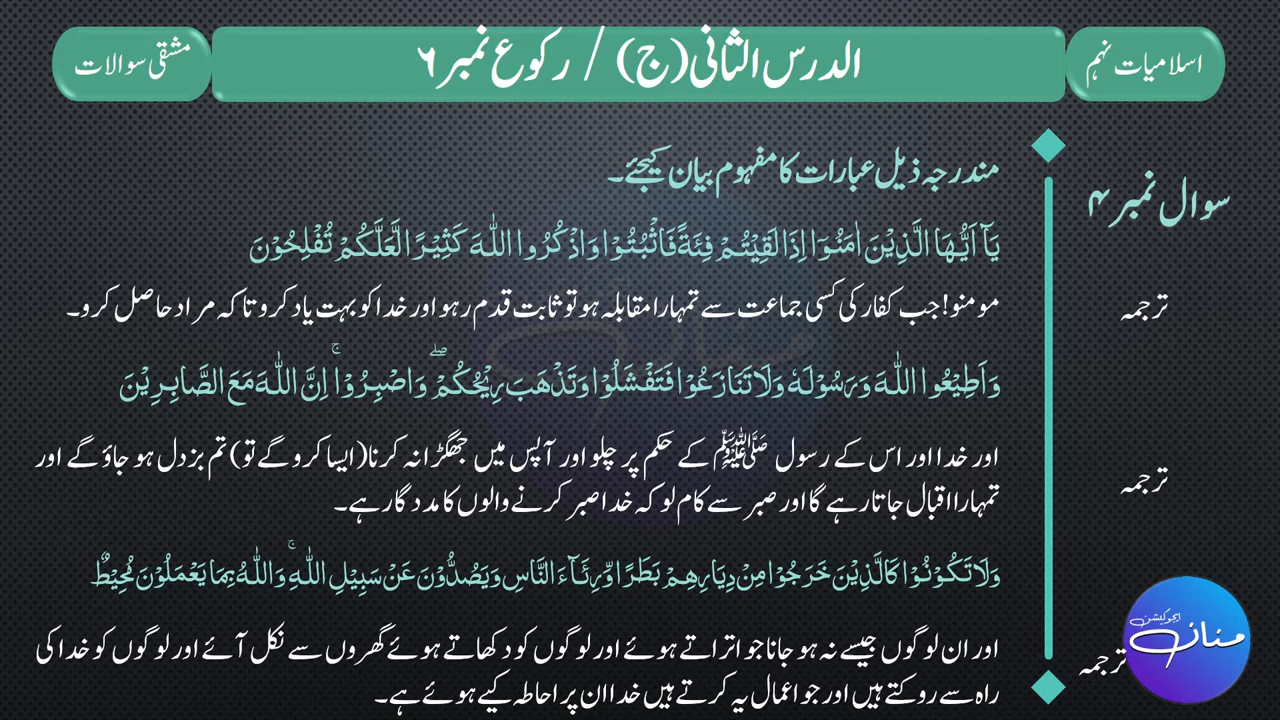 اسلامیات نہم
الدرس الثانی (ج) / رکوع نمبر ۶
مشقی سوالات
سوال نمبر ۴
مندرجہ ذیل عبارات کا مفہوم بیان کیجئے۔
يَآ اَيُّهَا الَّذِيْنَ اٰمَنُوْٓا اِذَا لَقِيْتُمْ فِئَةً فَاثْبُتُوْا وَاذْكُرُوا اللّٰهَ كَثِيْرًا لَّعَلَّكُمْ تُفْلِحُوْنَ
ترجمہ
مومنو! جب کفار کی کسی جماعت سے تمہارا مقابلہ ہو تو ثابت قدم رہو اور خدا کو بہت یاد کرو تاکہ مراد حاصل کرو۔
وَاَطِيْعُوا اللّٰهَ وَرَسُوْلَهٗ وَلَا تَنَازَعُوْا فَتَفْشَلُوْا وَتَذْهَبَ رِيْحُكُمْ ۖ وَاصْبِرُوْا ۚ اِنَّ اللّٰهَ مَعَ الصَّابِرِيْنَ
ترجمہ
اور خدا اور اس کے رسول ﷺ کے حکم پر چلو اور آپس میں جھگڑا نہ کرنا (ایسا کرو گے تو) تم بزدل ہو جاؤ گے اور
تمہارا اقبال جاتا رہے گا اور صبر سے کام لو کہ خدا صبر کرنے والوں کا مددگار ہے۔
وَلَا تَكُوْنُوْا كَالَّذِيْنَ خَرَجُوْا مِنْ دِيَارِهِمْ بَطَرًا وَّرِئَآءَ النَّاسِ وَيَصُدُّوْنَ عَنْ سَبِيْلِ اللّٰهِ ۚ وَاللّٰهُ بِمَا يَعْمَلُوْنَ مُحِيْطٌ
ترجمہ
اور ان لوگوں جیسے نہ ہو جانا جو اتراتے ہوئے اور لوگوں کو دکھاتے ہوئے گھروں سے نکل آئے اور لوگوں کو خدا کی
راہ سے روکتے ہیں اور جو اعمال یہ کرتے ہیں خدا ان پر احاطہ کیے ہوئے ہے۔
ایجوکیشن